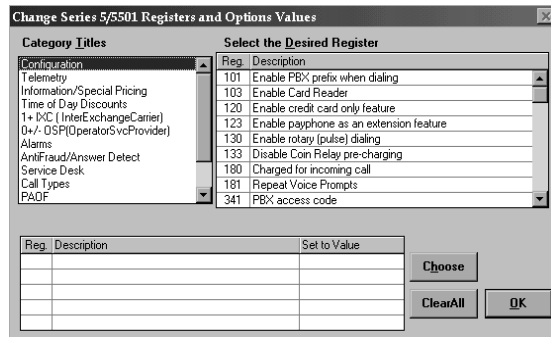 Change Series 5/5501 Registers and Options Values
Category Titles
Configuration
Telemetry
Information/Special Pricing
Time of Day Discounts
1+ IXC ( InterExchangeCarrier)
0+/- OSP(OperatorSvcProvider)
Alarms
AntiFraud/Answer Detect
Service Desk
Call Types
PAOF
Select the Desired Register
Reg. Description
101 Enable PBX prefix when dialing
103 Enable Card Reader
120 Enable credit card only feature
123 Enable payphone as an extension feature
130 Enable rotary (pulse) dialing
133 Disable Coin Relay pre-charging
180 Charged for incoming call
181 Repeat Voice Prompts
341 PBX access code
Reg. Description Set to Value
Choose
ClearAll
OK